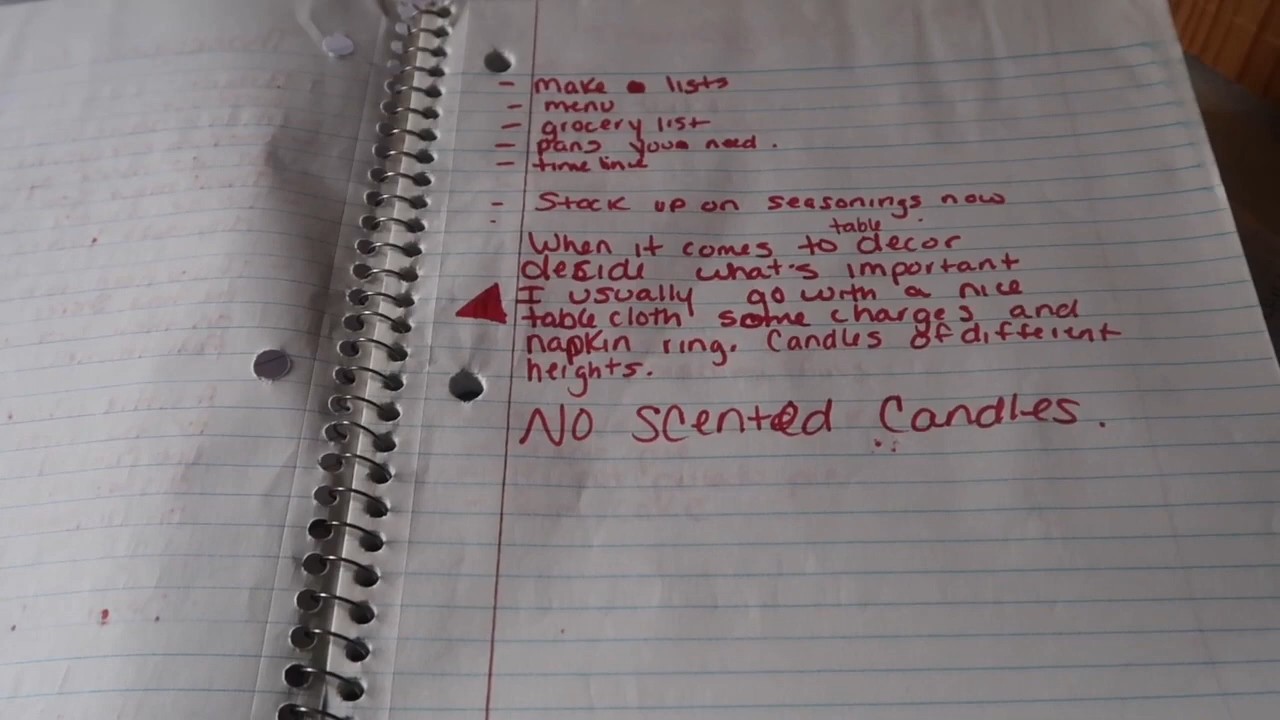 - make lists
- menu
- grocery list
- pans you need.
- time line
- Stock up on seasonings now
table
When it comes to decor
decide what's important
I usually go with a nice
table cloth some charges and
napkin ring. Candles of different
heights.
NO Scented Candles.